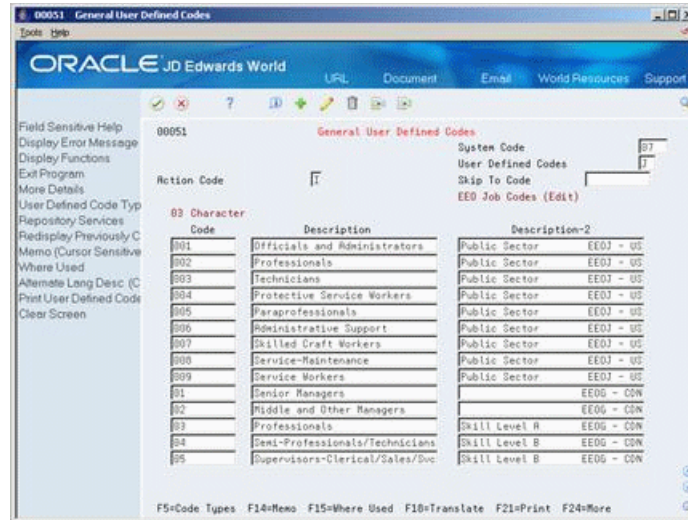 00051 General User Defined Codes
Tools Help
ORACLE JD Edwards World
URL Document Email World Resources Support
Field Sensitive Help
Display Error Message
Display Functions
Exit Program
More Details
User Defined Code Typ
Repository Services
Redisplay Previously C
Memo (Cursor Sensitive
Where Used
Alternate Lang Desc (C
Print User Defined Code
Clear Screen
00051 General User Defined Codes
System Code 07
User Defined Codes J
Action Code I Skip To Code
EEO Job Codes (Edit)
03 Character
Code Description Description-2
001 Officials and Administrators Public Sector EEOJ - US
002 Professionals Public Sector EEOJ - US
003 Technicians Public Sector EEOJ - US
004 Protective Service Workers Public Sector EEOJ - US
005 Paraprofessionals Public Sector EEOJ - US
006 Administrative Support Public Sector EEOJ - US
007 Skilled Craft Workers Public Sector EEOJ - US
008 Service-Maintenance Public Sector EEOJ - US
009 Service Workers Public Sector EEOJ - US
01 Senior Managers EEOG - CDN
02 Middle and Other Managers EEOG - CDN
03 Professionals Skill Level A EEOG - CDN
04 Semi-Professionals/Technicians Skill Level B EEOG - CDN
05 Supervisors-Clerical/Sales/Svc Skill Level B EEOG - CDN
F5=Code Types F14=Memo F15=Where Used F18=Translate F21=Print F24=More